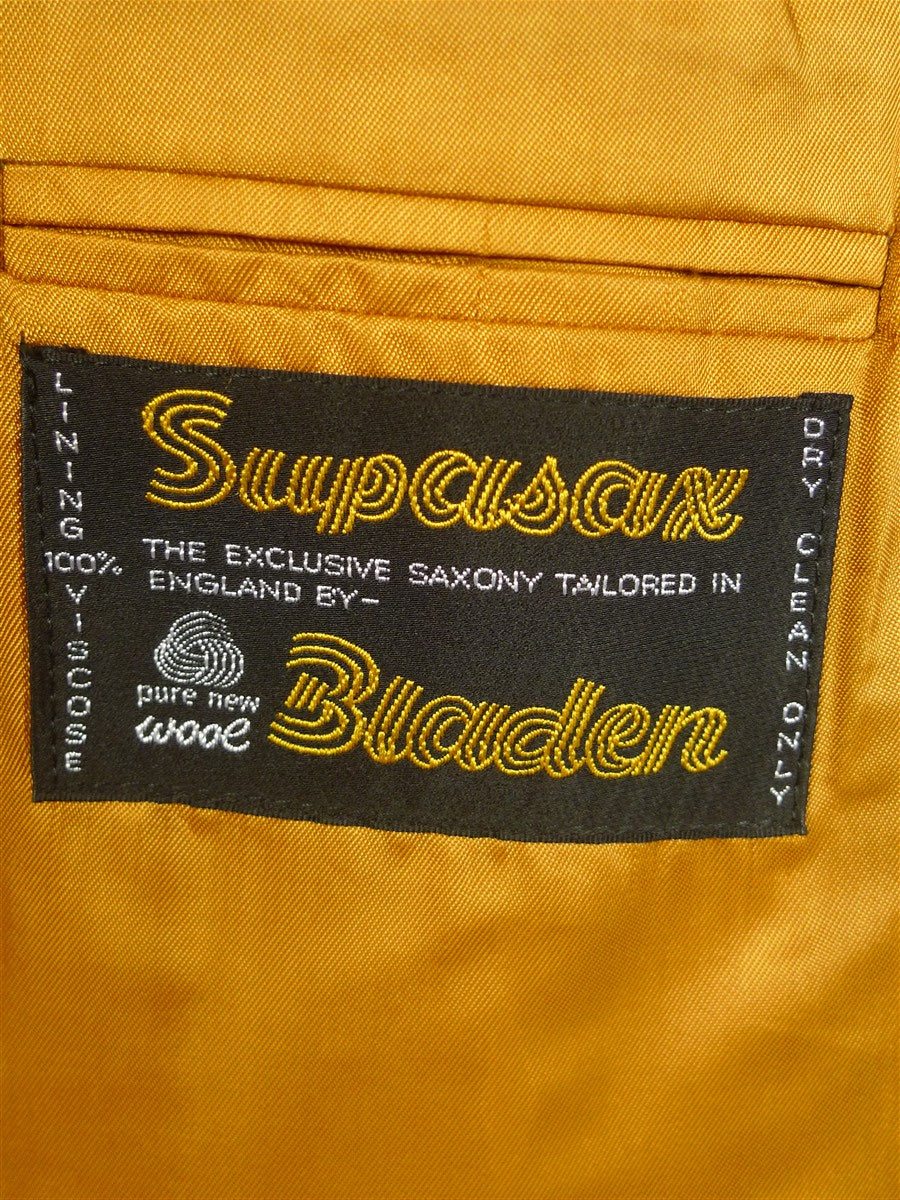 LINING 100% VISCOSE
Supasax
THE EXCLUSIVE SAXONY TAILORED IN
ENGLAND BY-
pure new
wool
Bladen
DRY CLEAN ONLY